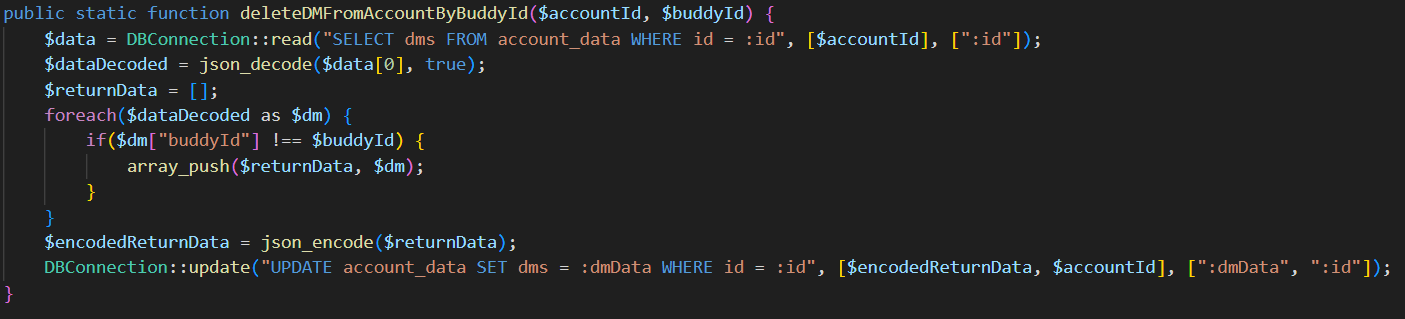 public static function deleteDMFromAccountByBuddyId($accountId, $buddyId) {
    $data = DBConnection::read("SELECT dms FROM account_data WHERE id = :id", [$accountId], [":id"]);
    $dataDecoded = json_decode($data[0], true);
    $returnData = [];
    foreach($dataDecoded as $dm) {
        if($dm["buddyId"] !== $buddyId) {
            array_push($returnData, $dm);
        }
    }
    $encodedReturnData = json_encode($returnData);
    DBConnection::update("UPDATE account_data SET dms = :dmData WHERE id = :id", [$encodedReturnData, $accountId], [":dmData", ":id"]);
}